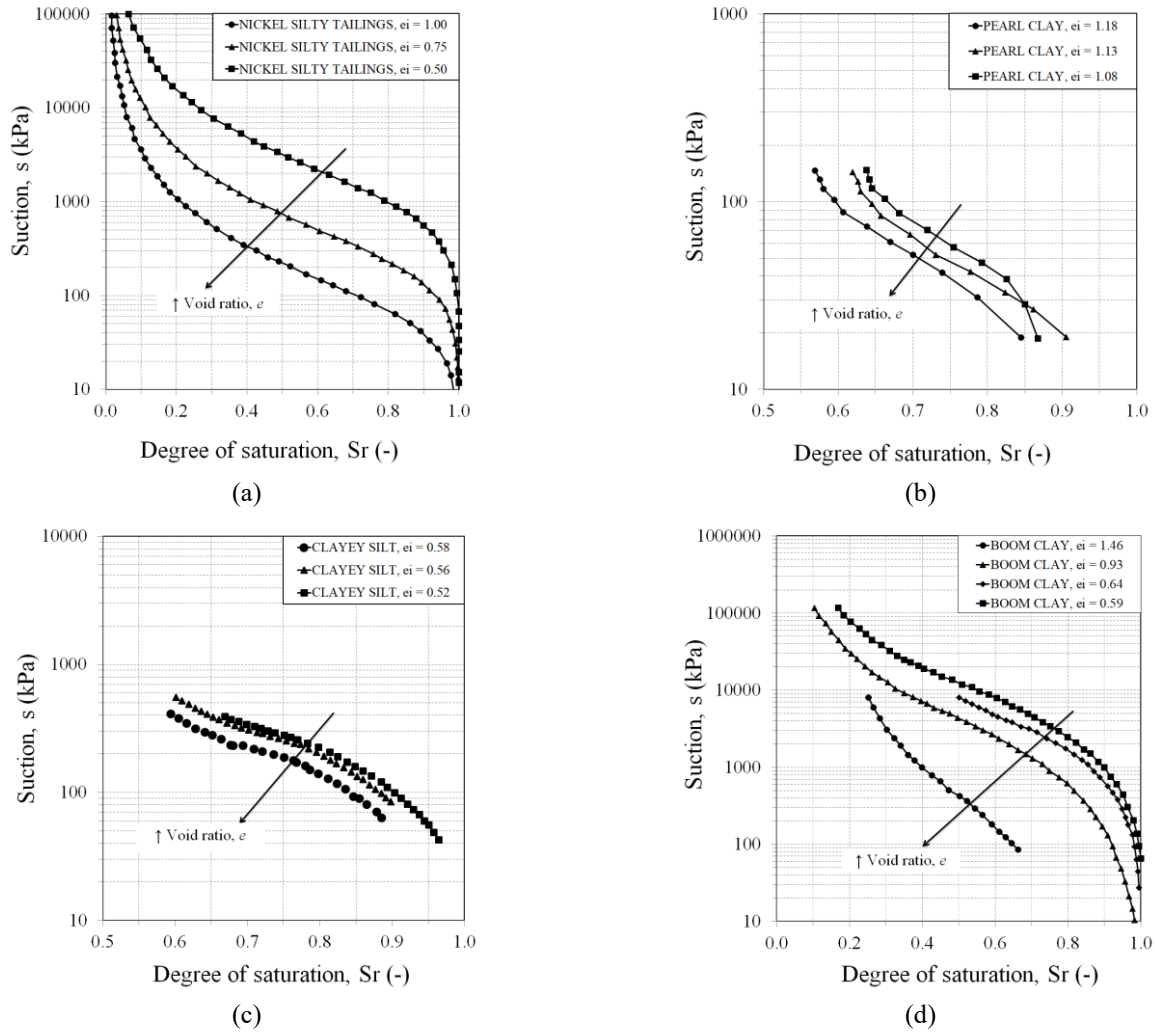 100000
10000
1000
100
10
0.0 0.2 0.4 0.6 0.8 1.0
Suction, s (kPa)
Degree of saturation, Sr (-)
NICKEL SILTY TAILINGS, ei = 1.00
NICKEL SILTY TAILINGS, ei = 0.75
NICKEL SILTY TAILINGS, ei = 0.50
↑ Void ratio, e
(a)
1000
100
10
0.5 0.6 0.7 0.8 0.9 1.0
Suction, s (kPa)
Degree of saturation, Sr (-)
PEARL CLAY, ei = 1.18
PEARL CLAY, ei = 1.13
PEARL CLAY, ei = 1.08
↑ Void ratio, e
(b)
10000
1000
100
10
0.5 0.6 0.7 0.8 0.9 1.0
Suction, s (kPa)
Degree of saturation, Sr (-)
CLAYEY SILT, ei = 0.58
CLAYEY SILT, ei = 0.56
CLAYEY SILT, ei = 0.52
↑ Void ratio, e
(c)
1000000
100000
10000
1000
100
10
0.0 0.2 0.4 0.6 0.8 1.0
Suction, s (kPa)
Degree of saturation, Sr (-)
BOOM CLAY, ei = 1.46
BOOM CLAY, ei = 0.93
BOOM CLAY, ei = 0.64
BOOM CLAY, ei = 0.59
↑ Void ratio, e
(d)